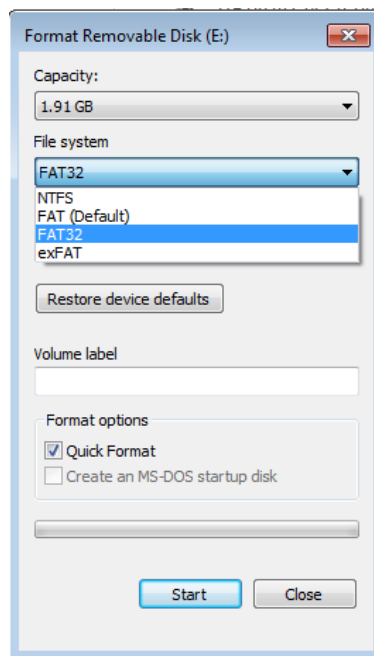 Format Removable Disk (E:)
Capacity:
1.91 GB
File system
FAT32
NTFS
FAT (Default)
FAT32
exFAT
Restore device defaults
Volume label
Format options
Quick Format
Create an MS-DOS startup disk
Start Close